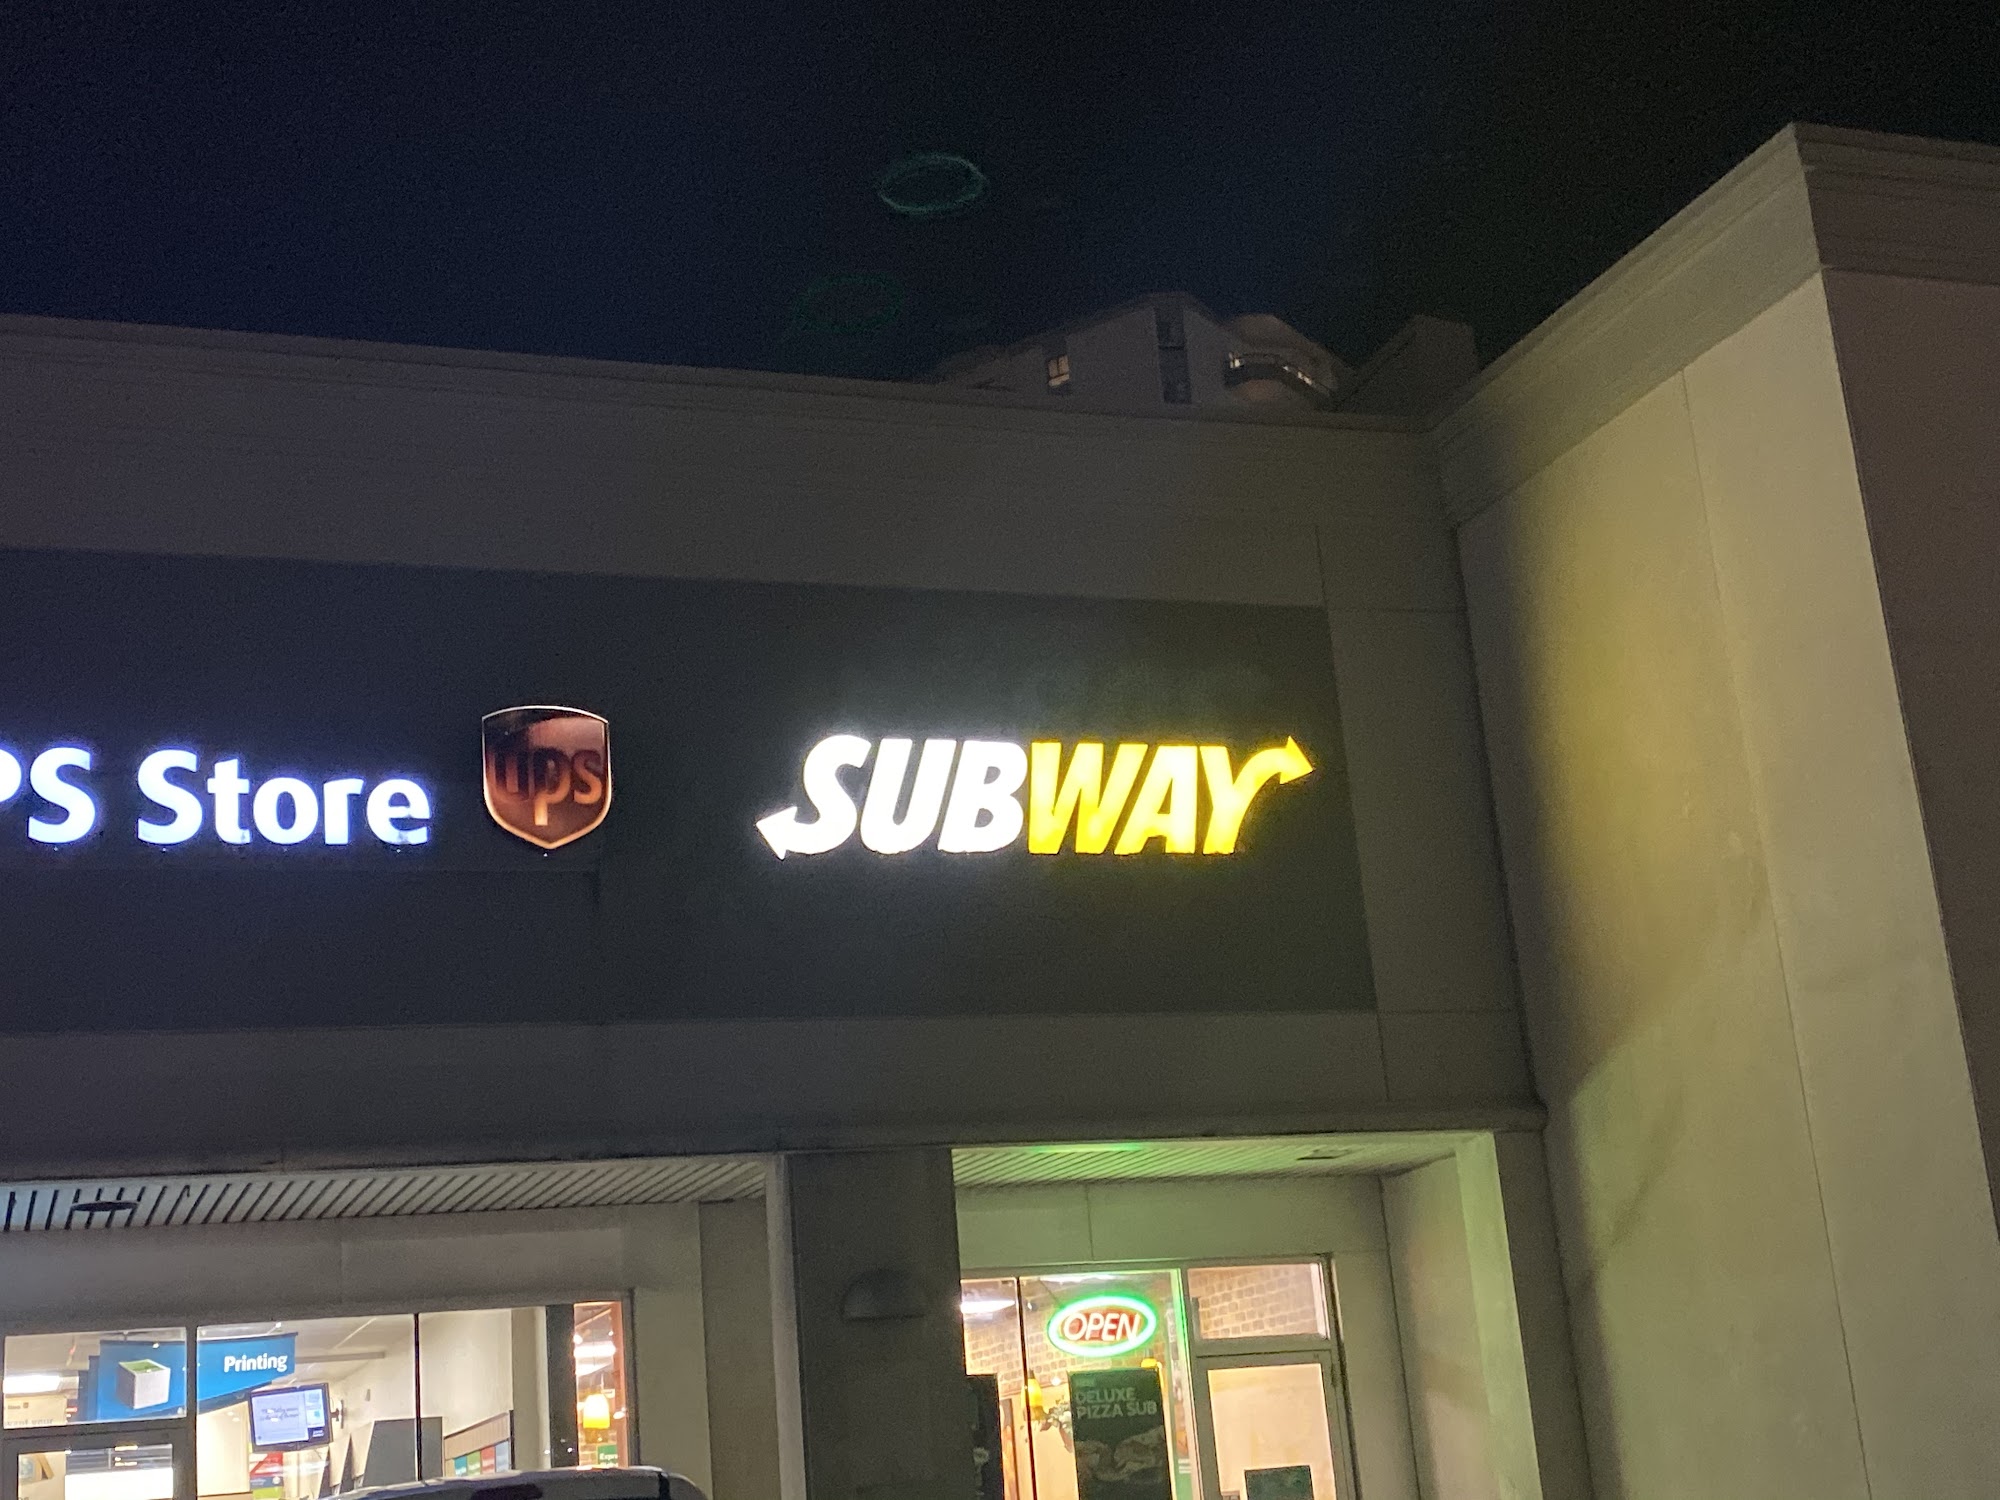 PS Store
ups
SUBWAY
OPEN
DELUXE
PIZZA SUB
Printing